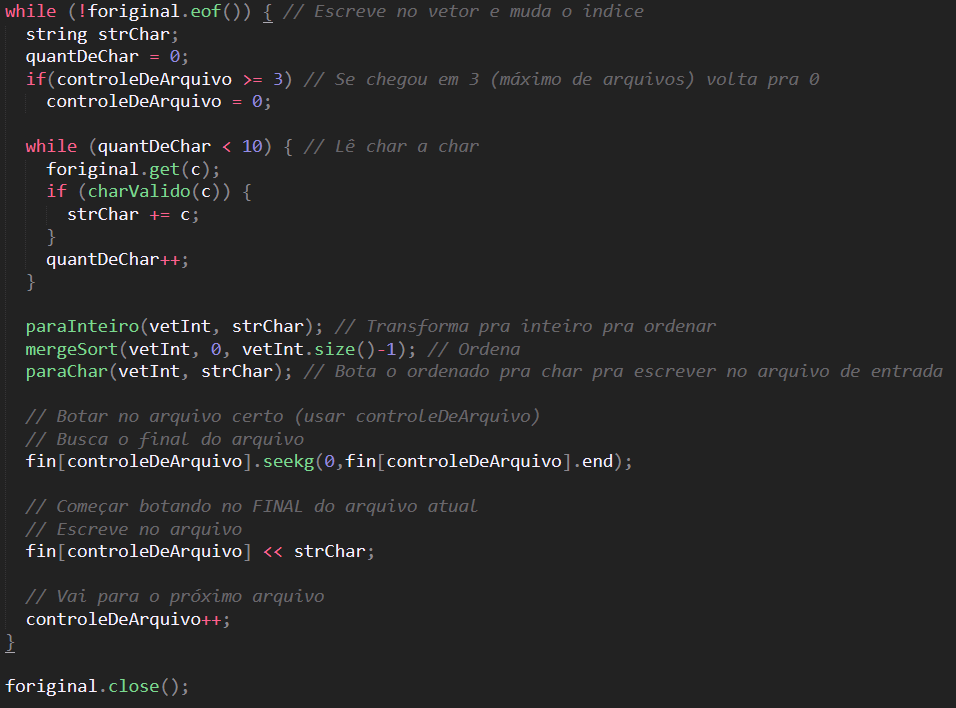 while (!foriginal.eof()) { // Escreve no vetor e muda o indice
string strChar;
quantDeChar = 0;
if(controleDeArquivo >= 3) // Se chegou em 3 (máximo de arquivos) volta pra 0
controleDeArquivo = 0;
while (quantDeChar < 10) { // Lê char a char
foriginal.get(c);
if (charValido(c)) {
strChar += c;
}
quantDeChar++;
}
paraInteiro(vetInt, strChar); // Transforma pra inteiro pra ordenar
mergeSort(vetInt, 0, vetInt.size()-1); // Ordena
paraChar(vetInt, strChar); // Bota o ordenado pra char pra escrever no arquivo de entrada
// Botar no arquivo certo (usar controleDeArquivo)
// Busca o final do arquivo
fin[controleDeArquivo].seekg(0,fin[controleDeArquivo].end);
// Começar botando no FINAL do arquivo atual
// Escreve no arquivo
fin[controleDeArquivo] << strChar;
// Vai para o próximo arquivo
controleDeArquivo++;
}
foriginal.close();